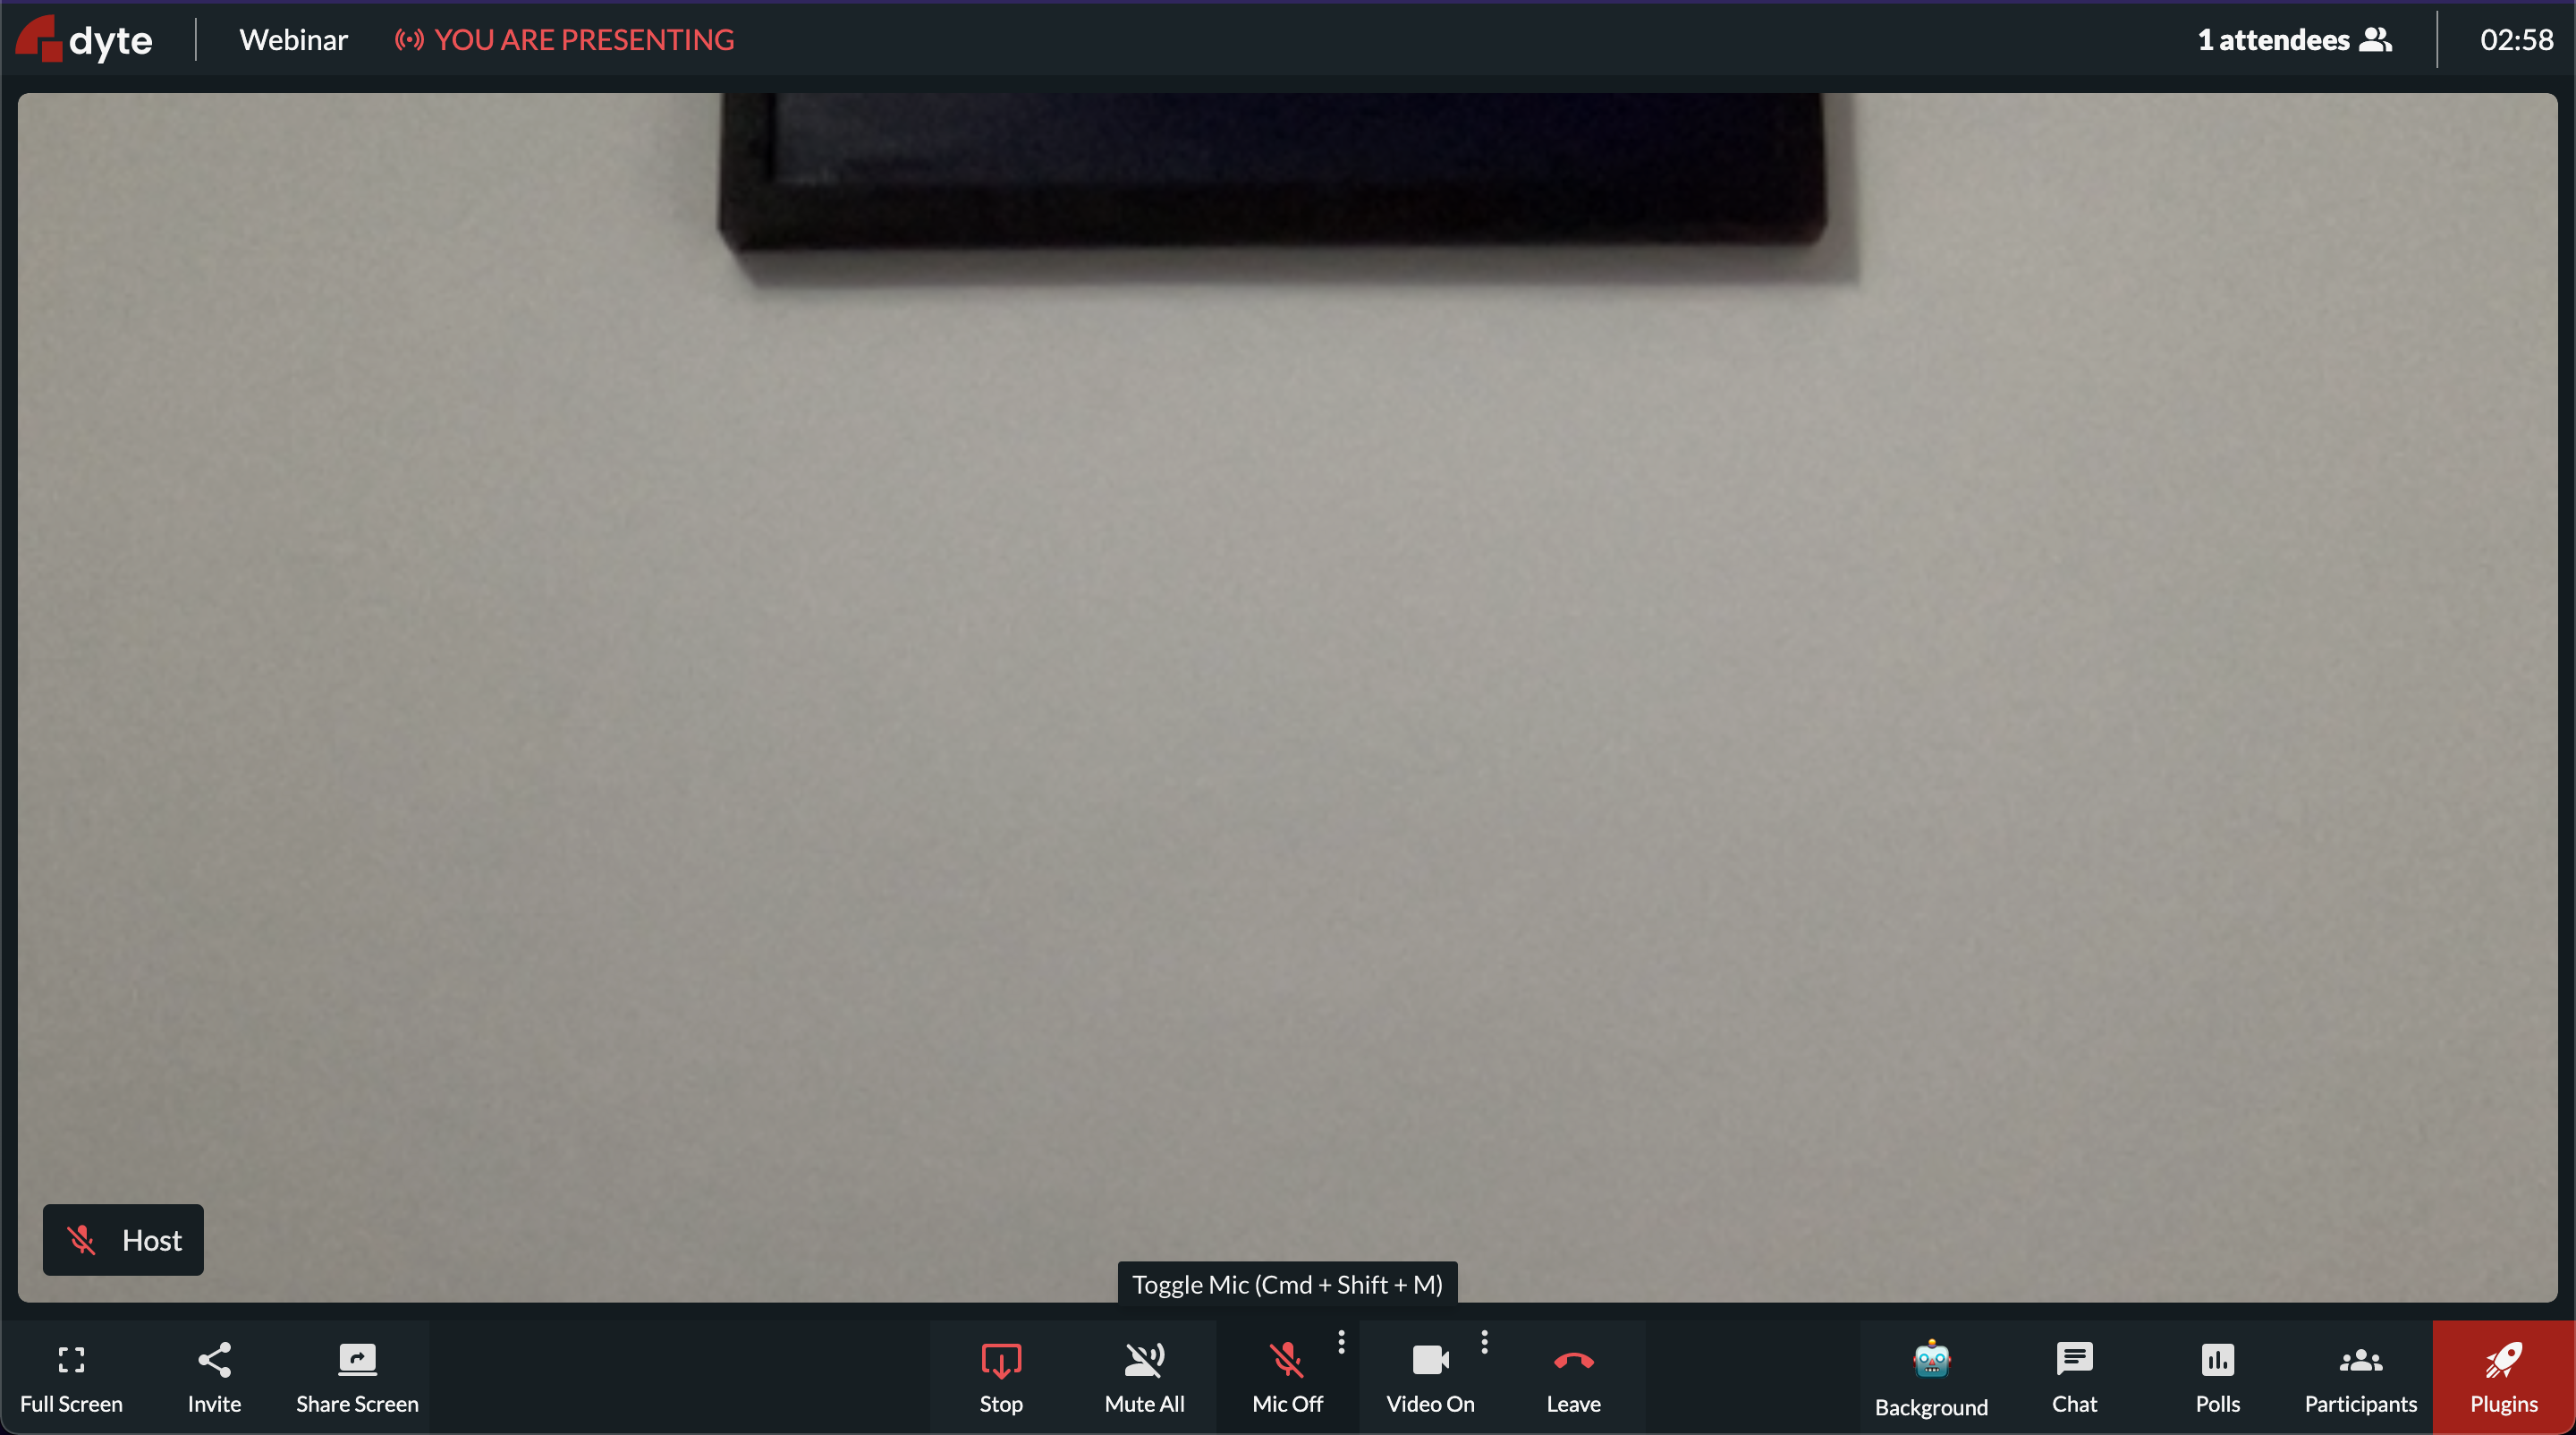 dyte
Webinar
YOU ARE PRESENTING
1 attendees
02:58
Host
Toggle Mic (Cmd + Shift + M)
Full Screen
Invite
Share Screen
Stop
Mute All
Mic Off
Video On
Leave
Background
Chat
Polls
Participants
Plugins